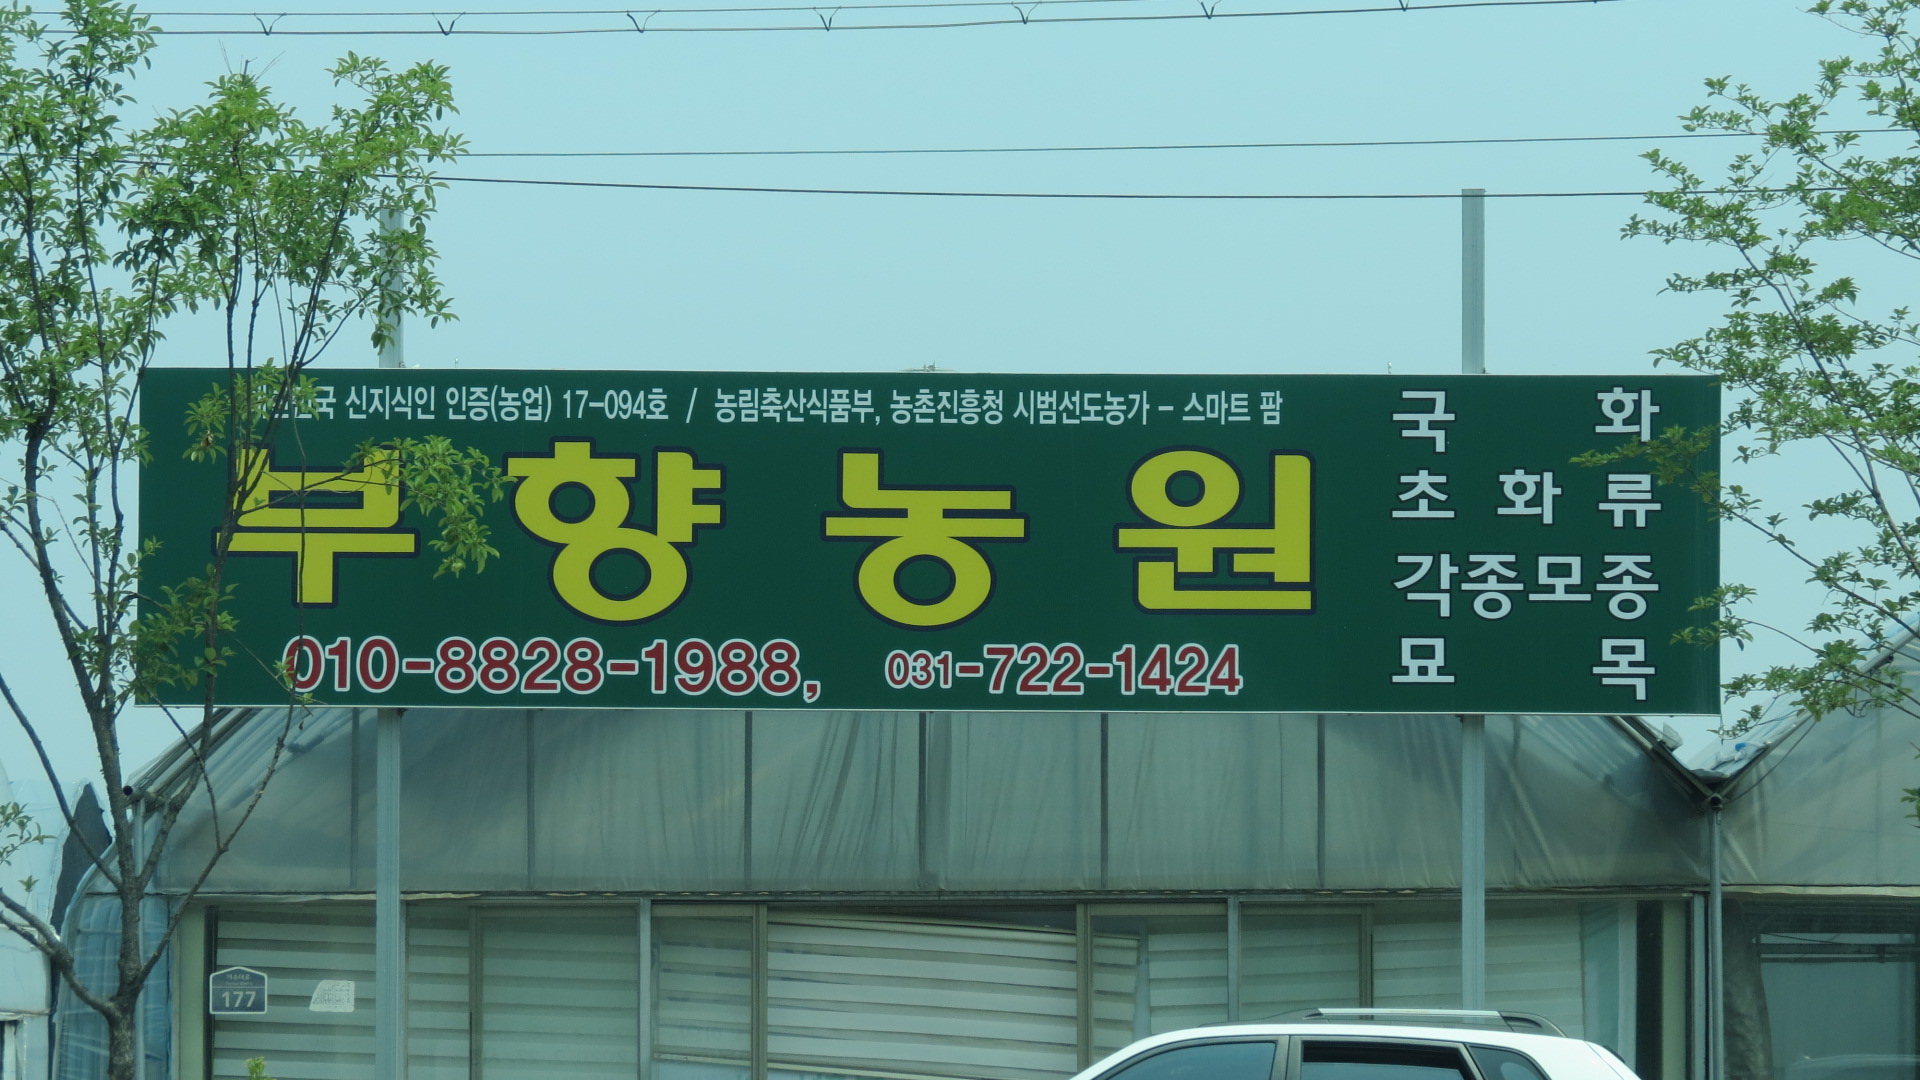 신지식인 인증(농업) 17-094호 / 농림축산식품부, 농촌진흥청 시범선도농가 - 스마트 팜
부향농원
010-8828-1988, 031-722-1424
국화
초화류
각종모종
묘목
177